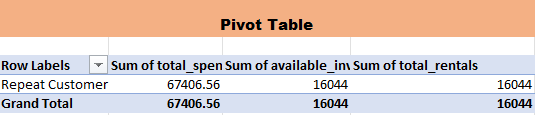 Pivot Table
Row Labels Sum of total_spen Sum of available_in Sum of total_rentals
Repeat Customer 67406.56 16044 16044
Grand Total 67406.56 16044 16044